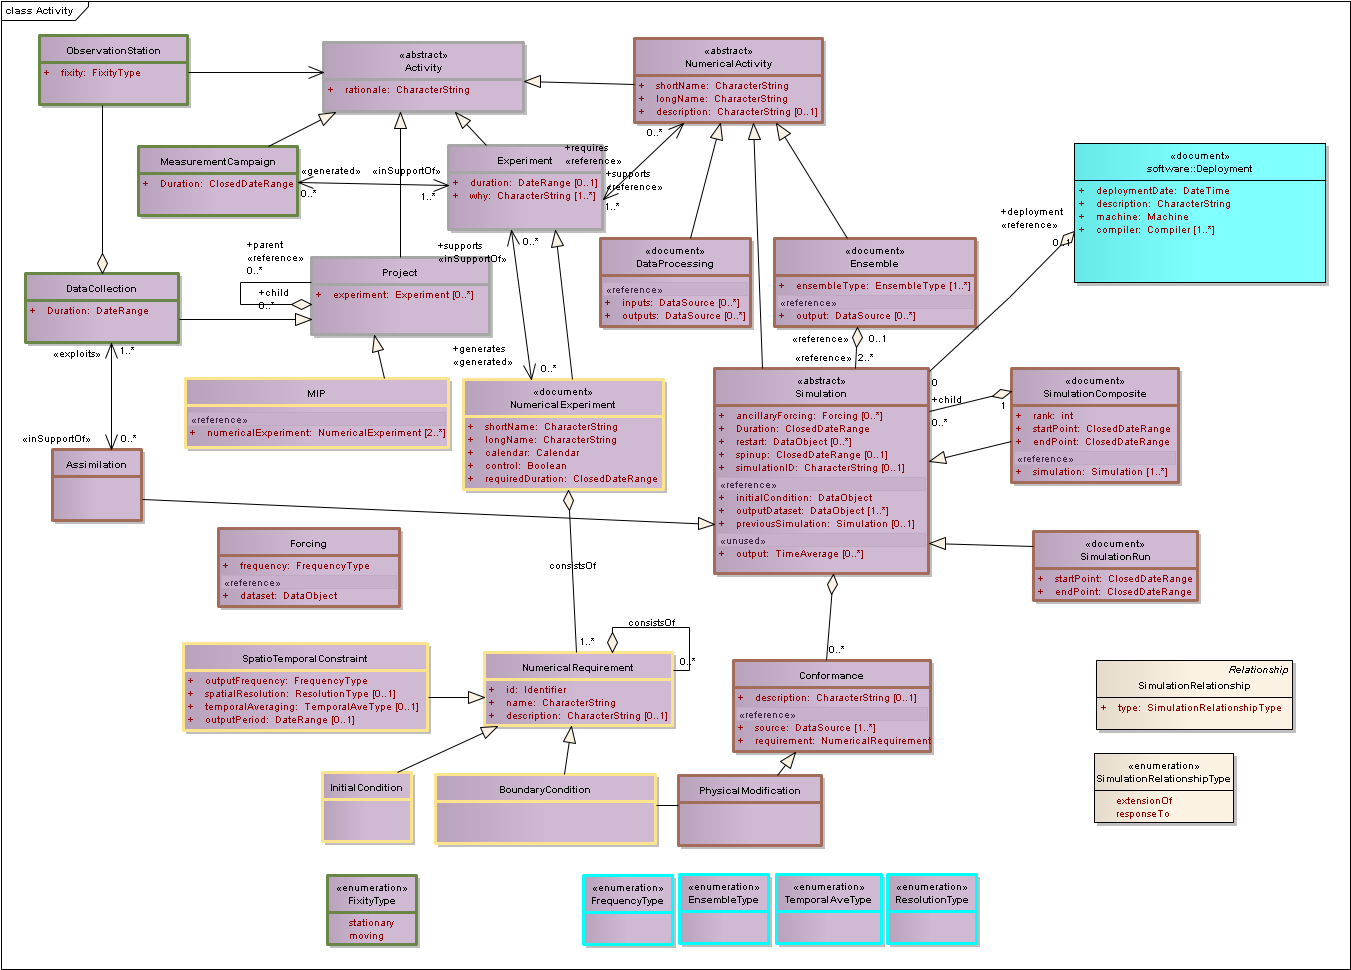 class Activity
ObservationStation
+ fixity: FixityType
«abstract»
Activity
+ rationale: CharacterString
«abstract»
NumericalActivity
+ shortName: CharacterString
+ longName: CharacterString
+ description: CharacterString [0..1]
MeasurementCampaign
+ Duration: ClosedDateRange
«generated»
0..*
«inSupportOf»
1..*
Experiment
+ duration: DateRange [0..1]
+ why: CharacterString [1..*]
0..*
+requires
«reference»
+supports
«reference»
1..*
«document»
software::Deployment
+ deploymentDate: DateTime
+ description: CharacterString
+ machine: Machine
+ compiler: Compiler [1..*]
+deployment
«reference»
0..1
+parent
«reference»
0..*
+child
0..*
+supports
«inSupportOf»
0..*
Project
+ experiment: Experiment [0..*]
«document»
DataProcessing
«reference»
+ inputs: DataSource [0..*]
+ outputs: DataSource [0..*]
«document»
Ensemble
+ ensembleType: EnsembleType [1..*]
«reference»
+ output: DataSource [0..*]
DataCollection
+ Duration: DateRange
«exploits»
1..*
+generates
«generated»
0..*
«reference»
0..1
«reference»
2..*
MIP
«reference»
+ numericalExperiment: NumericalExperiment [2..*]
«document»
NumericalExperiment
+ shortName: CharacterString
+ longName: CharacterString
+ calendar: Calendar
+ control: Boolean
+ requiredDuration: ClosedDateRange
«abstract»
Simulation
+ ancillaryForcing: Forcing [0..*]
+ Duration: ClosedDateRange
+ restart: DataObject [0..*]
+ spinup: ClosedDateRange [0..1]
+ simulationID: CharacterString [0..1]
«reference»
+ initialCondition: DataObject
+ outputDataset: DataObject [1..*]
+ previousSimulation: Simulation [0..1]
«unused»
+ output: TimeAverage [0..*]
0
+child
0..*
1
«document»
SimulationComposite
+ rank: int
+ startPoint: ClosedDateRange
+ endPoint: ClosedDateRange
«reference»
+ simulation: Simulation [1..*]
«inSupportOf»
0..*
Assimilation
Forcing
+ frequency: FrequencyType
«reference»
+ dataset: DataObject
«document»
SimulationRun
+ startPoint: ClosedDateRange
+ endPoint: ClosedDateRange
consistsOf
1..*
consistsOf
0..*
0..*
SpatioTemporalConstraint
+ outputFrequency: FrequencyType
+ spatialResolution: ResolutionType [0..1]
+ temporalAveraging: TemporalAveType [0..1]
+ outputPeriod: DateRange [0..1]
NumericalRequirement
+ id: Identifier
+ name: CharacterString
+ description: CharacterString [0..1]
Conformance
+ description: CharacterString [0..1]
«reference»
+ source: DataSource [1..*]
+ requirement: NumericalRequirement
Relationship
SimulationRelationship
+ type: SimulationRelationshipType
InitialCondition
BoundaryCondition
PhysicalModification
«enumeration»
SimulationRelationshipType
extensionOf
responseTo
«enumeration»
FixityType
stationary
moving
«enumeration»
FrequencyType
«enumeration»
EnsembleType
«enumeration»
TemporalAveType
«enumeration»
ResolutionType